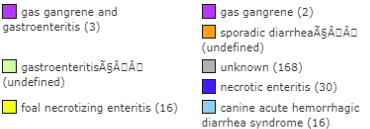 gas gangrene and
gastroenteritis (3)
gas gangrene (2)
sporadic diarrheaÃ§Â Â
(undefined)
gastroenteritisÃ§Â Â
(undefined)
unknown (168)
necrotic enteritis (30)
foal necrotizing enteritis (16)
canine acute hemorrhagic
diarrhea syndrome (16)